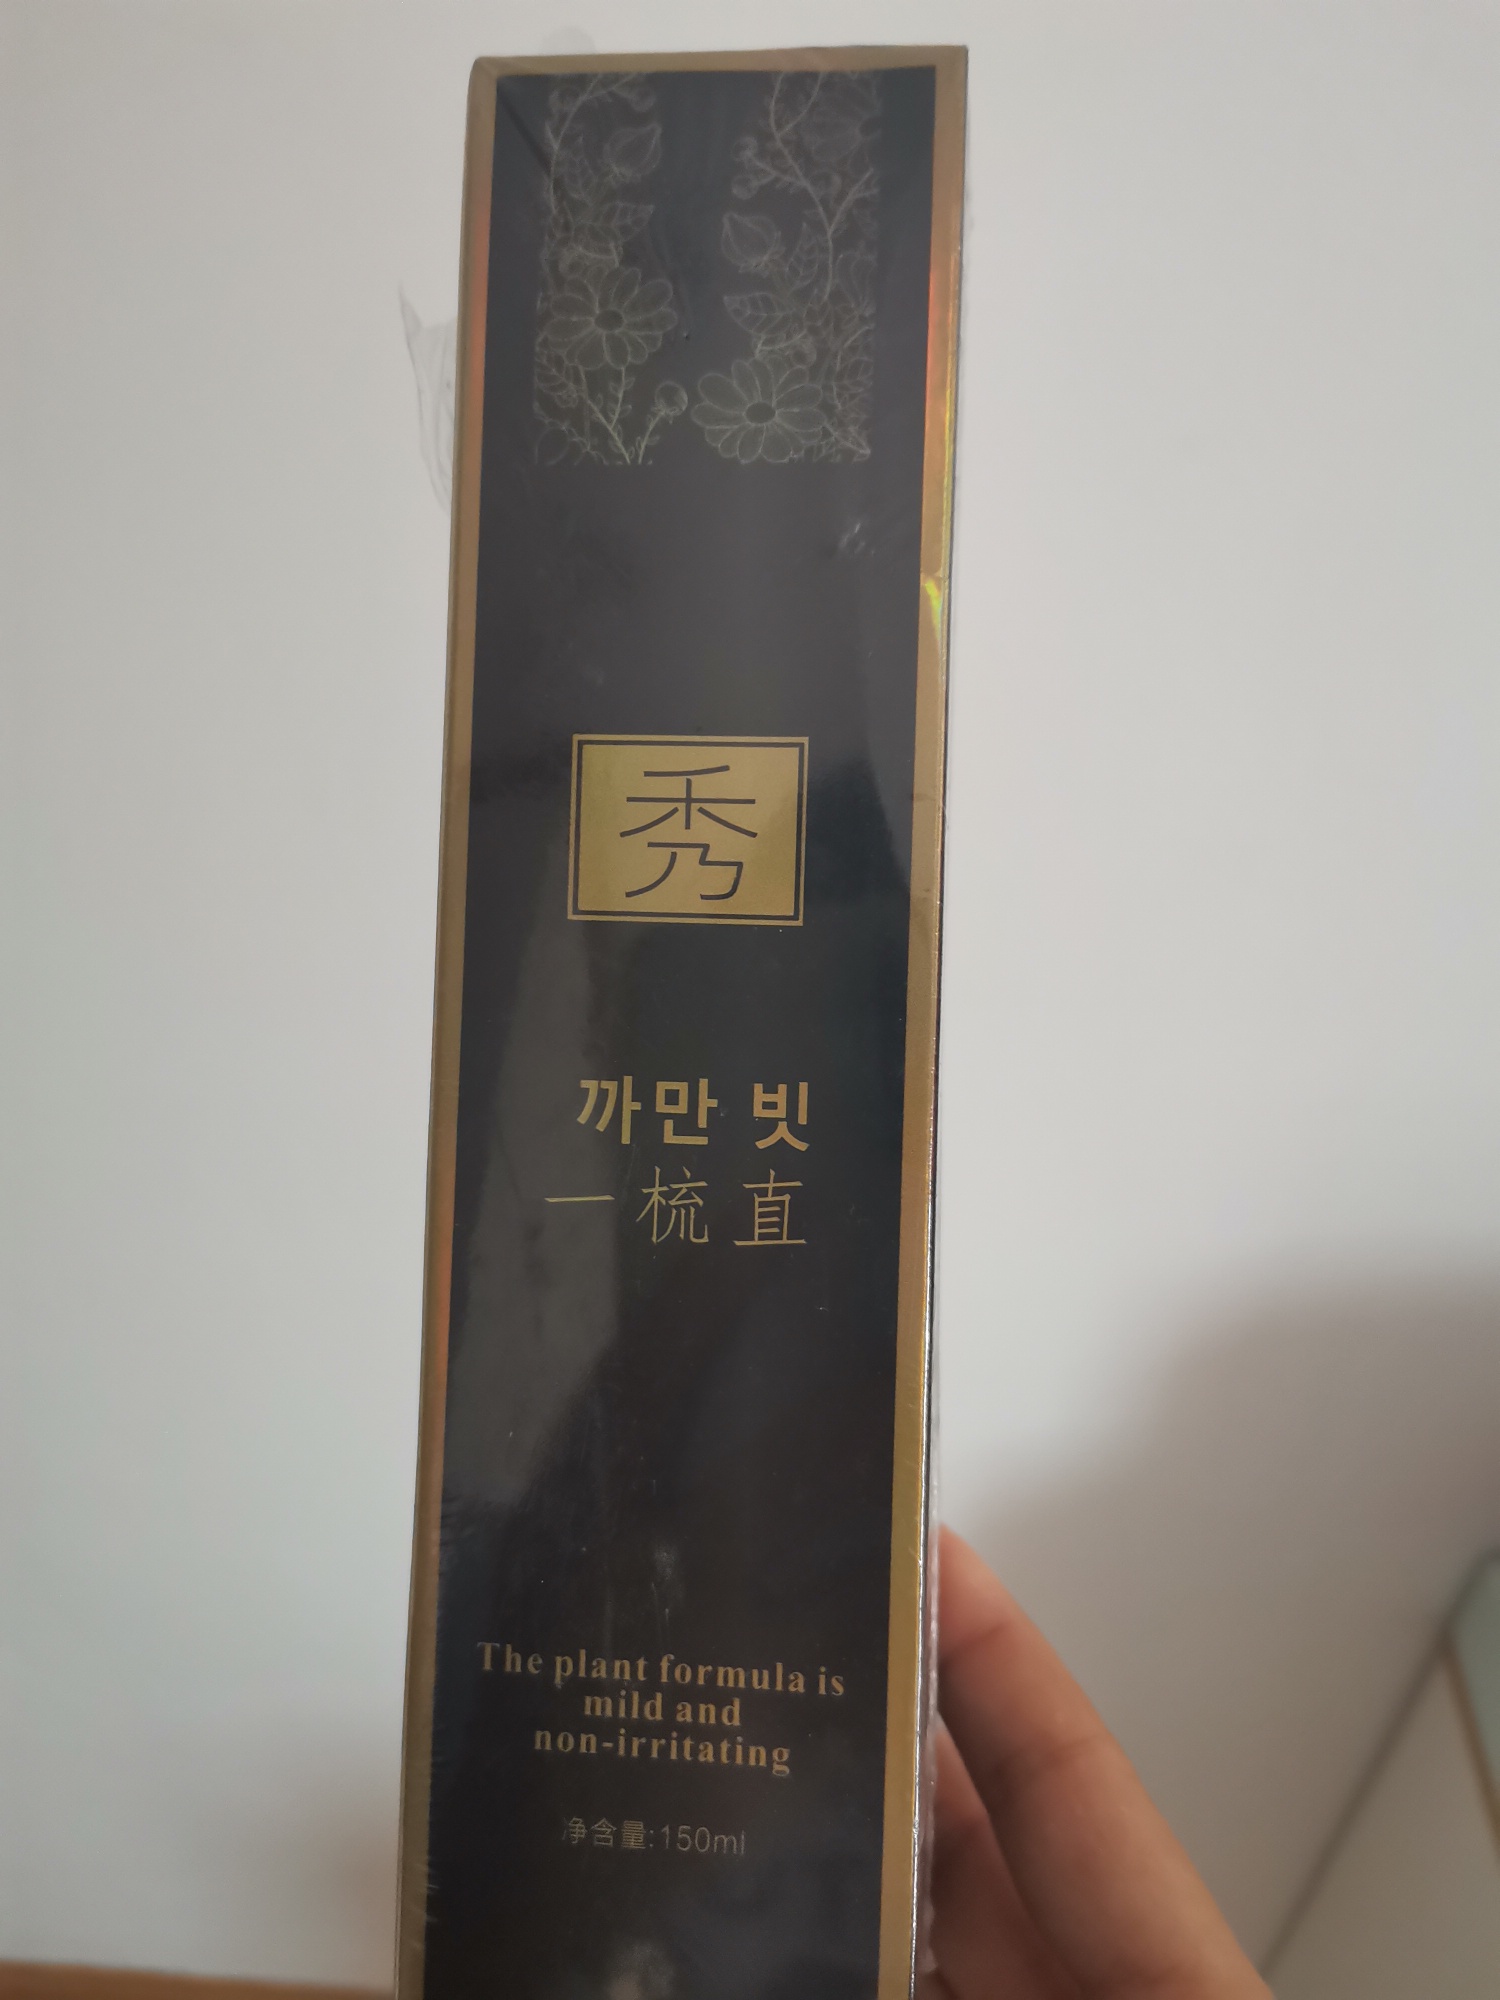 秀
까만 빗
一梳直
The plant formula is
mild and
non-irritating
净含量:150ml